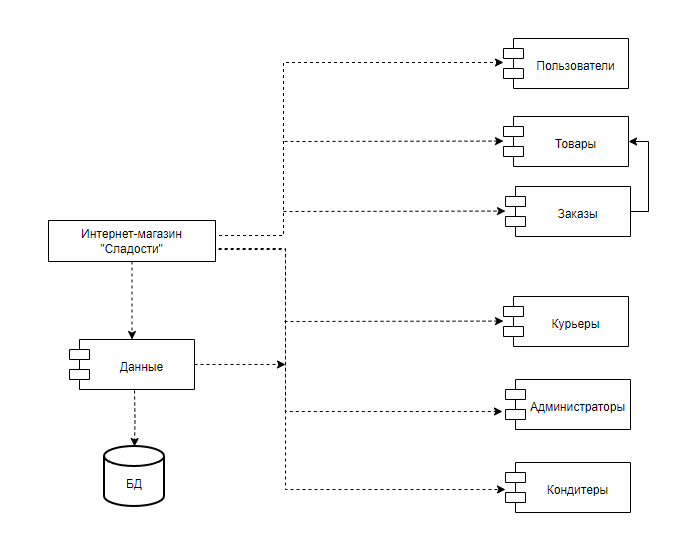 Пользователи
Товары
Заказы
Интернет-магазин
"Сладости"
Курьеры
Данные
Администраторы
БД
Кондитеры